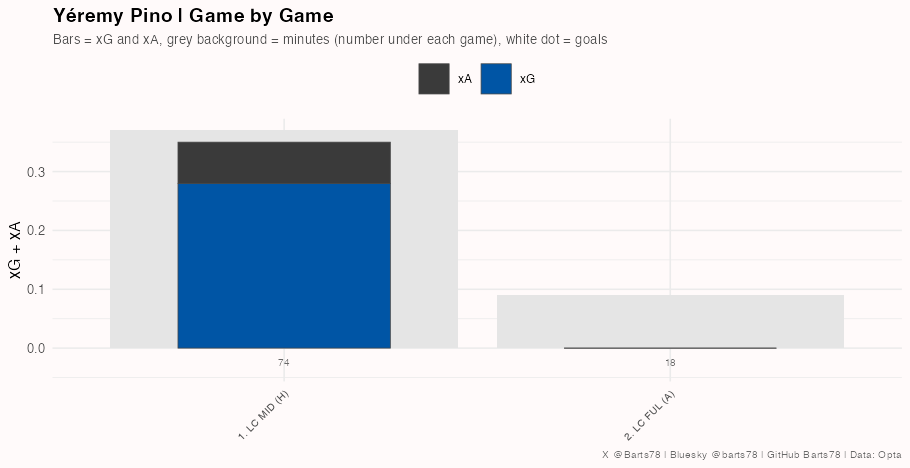 Yéremy Pino | Game by Game
Bars = xG and xA, grey background = minutes (number under each game), white dot = goals
xA xG
xG + xA
0.3
0.2
0.1
0.0
74 18
1. LC MID (H) 2. LC FUL (A)
X @Barts78 | Bluesky @barts78 | GitHub Barts78 | Data: Opta